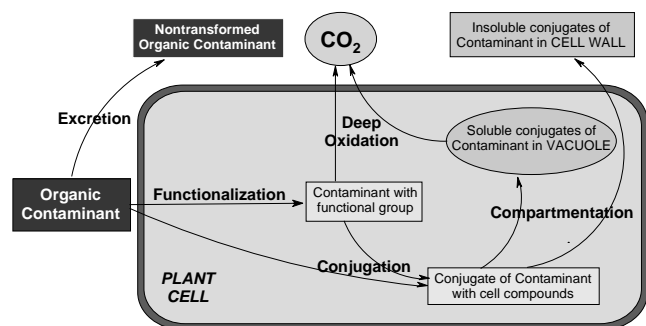 Nontransformed
Organic Contaminant
CO2
Insoluble conjugates of
Contaminant in CELL WALL
Excretion
Deep
Oxidation
Soluble conjugates of
Contaminant in VACUOLE
Organic
Contaminant
Functionalization
Contaminant with
functional group
Compartmentation
Conjugation
PLANT
CELL
Conjugate of Contaminant
with cell compounds